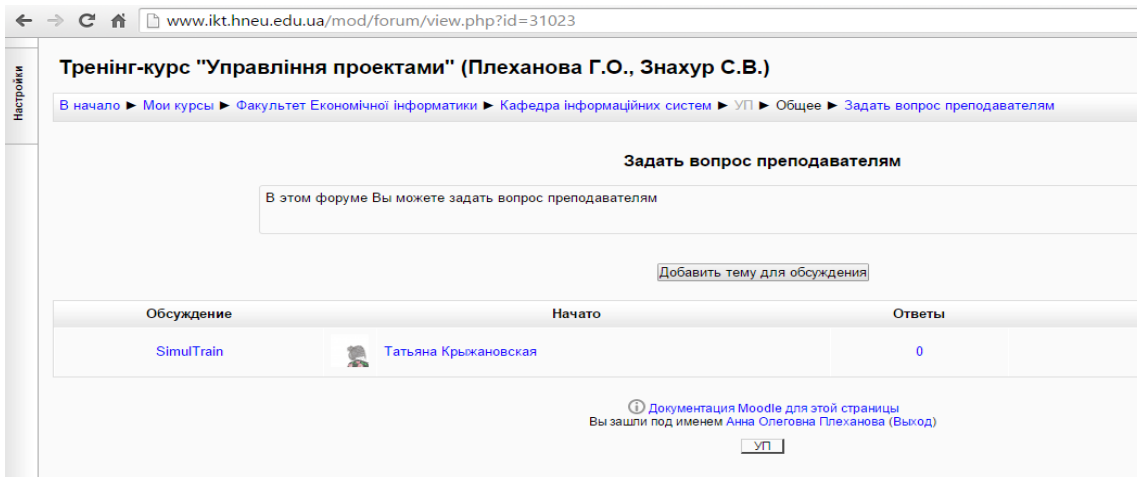 www.ikt.hneu.edu.ua/mod/forum/view.php?id=31023
Настройки
Тренінг-курс "Управління проектами" (Плеханова Г.О., Знахур С.В.)
В начало ► Мои курсы ► Факультет Економічної інформатики ► Кафедра інформаційних систем ► УП ► Общее ► Задать вопрос преподавателям
Задать вопрос преподавателям
В этом форуме Вы можете задать вопрос преподавателям
Добавить тему для обсуждения
Обсуждение Начато Ответы
SimulTrain Татьяна Крыжановская 0
Документация Moodle для этой страницы
Вы зашли под именем Анна Олеговна Плеханова (Выход)
УП